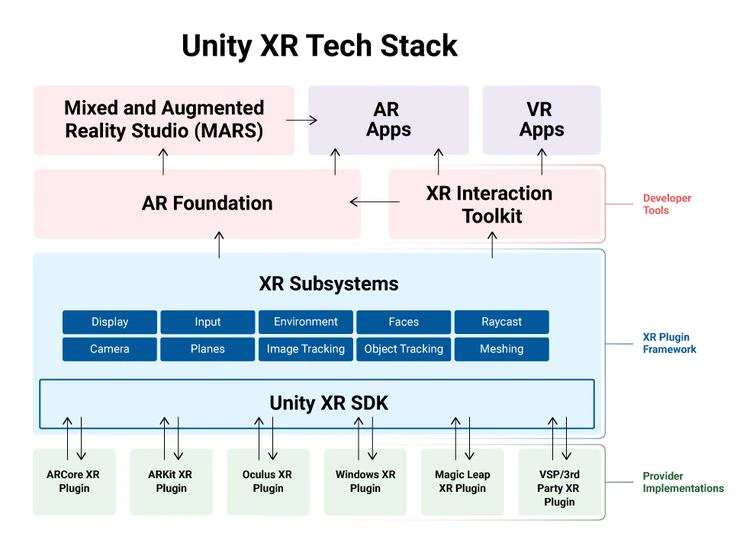 Unity XR Tech Stack
Mixed and Augmented
Reality Studio (MARS)
AR
Apps
VR
Apps
AR Foundation
XR Interaction
Toolkit
Developer
Tools
XR Subsystems
Display
Input
Environment
Faces
Raycast
Camera
Planes
Image Tracking
Object Tracking
Meshing
XR Plugin
Framework
Unity XR SDK
ARCore XR
Plugin
ARKit XR
Plugin
Oculus XR
Plugin
Windows XR
Plugin
Magic Leap
XR Plugin
VSP/3rd
Party XR
Plugin
Provider
Implementations